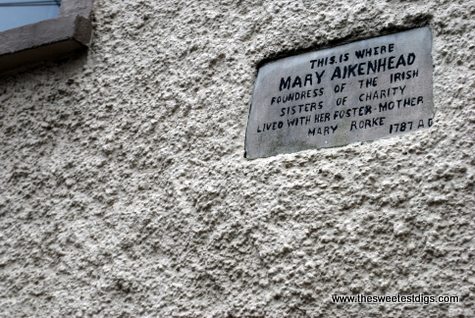 THIS IS WHERE
MARY AIKENHEAD
FOUNDRESS OF THE IRISH
SISTERS OF CHARITY
LIVED WITH HER FOSTER-MOTHER
MARY RORKE 1787 A.D
www.thesweetestdigs.com